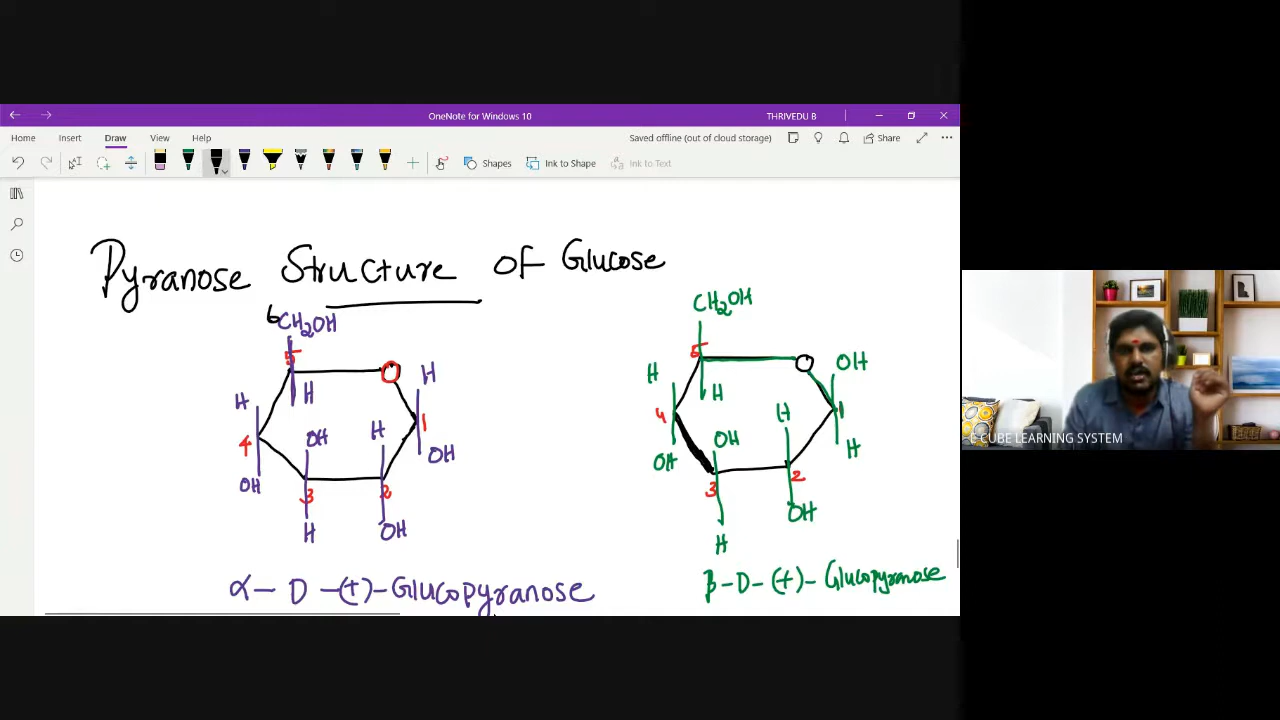 OneNote for Windows 10
THRIVEDU B
Home Insert Draw View Help
Saved offline (out of cloud storage)
Share
Shapes
Ink to Shape
Ink to Text
Pyranose Structure of Glucose
6CH2OH
5
O
H
H
H
OH
H
1
4
OH
OH
3
2
H
OH
α- D -(+)-Glucopyranose
CH2OH
5
O
OH
H
H
H
4
1
OH
OH
H
3
2
OH
H
β-D-(+)-Glucopyranose
C CUBE LEARNING SYSTEM